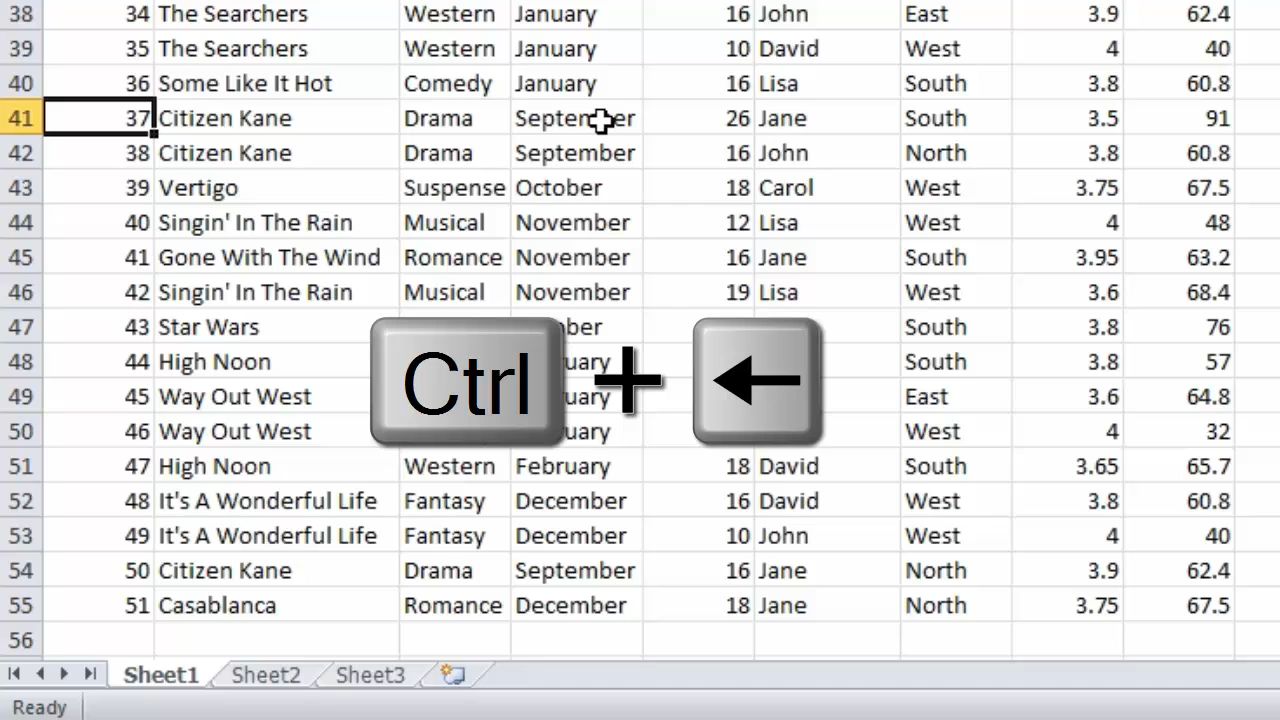 38 34 The Searchers Western January 16 John East 3.9 62.4
39 35 The Searchers Western January 10 David West 4 40
40 36 Some Like It Hot Comedy January 16 Lisa South 3.8 60.8
41 37 Citizen Kane Drama September 26 Jane South 3.5 91
42 38 Citizen Kane Drama September 16 John North 3.8 60.8
43 39 Vertigo Suspense October 18 Carol West 3.75 67.5
44 40 Singin' In The Rain Musical November 12 Lisa West 4 48
45 41 Gone With The Wind Romance November 16 Jane South 3.95 63.2
46 42 Singin' In The Rain Musical November 19 Lisa West 3.6 68.4
47 43 Star Wars ber South 3.8 76
48 44 High Noon uary South 3.8 57
49 45 Way Out West uary East 3.6 64.8
50 46 Way Out West uary West 4 32
Ctrl + ←
51 47 High Noon Western February 18 David South 3.65 65.7
52 48 It's A Wonderful Life Fantasy December 16 David West 3.8 60.8
53 49 It's A Wonderful Life Fantasy December 10 John West 4 40
54 50 Citizen Kane Drama September 16 Jane North 3.9 62.4
55 51 Casablanca Romance December 18 Jane North 3.75 67.5
56
Sheet1 Sheet2 Sheet3
Ready